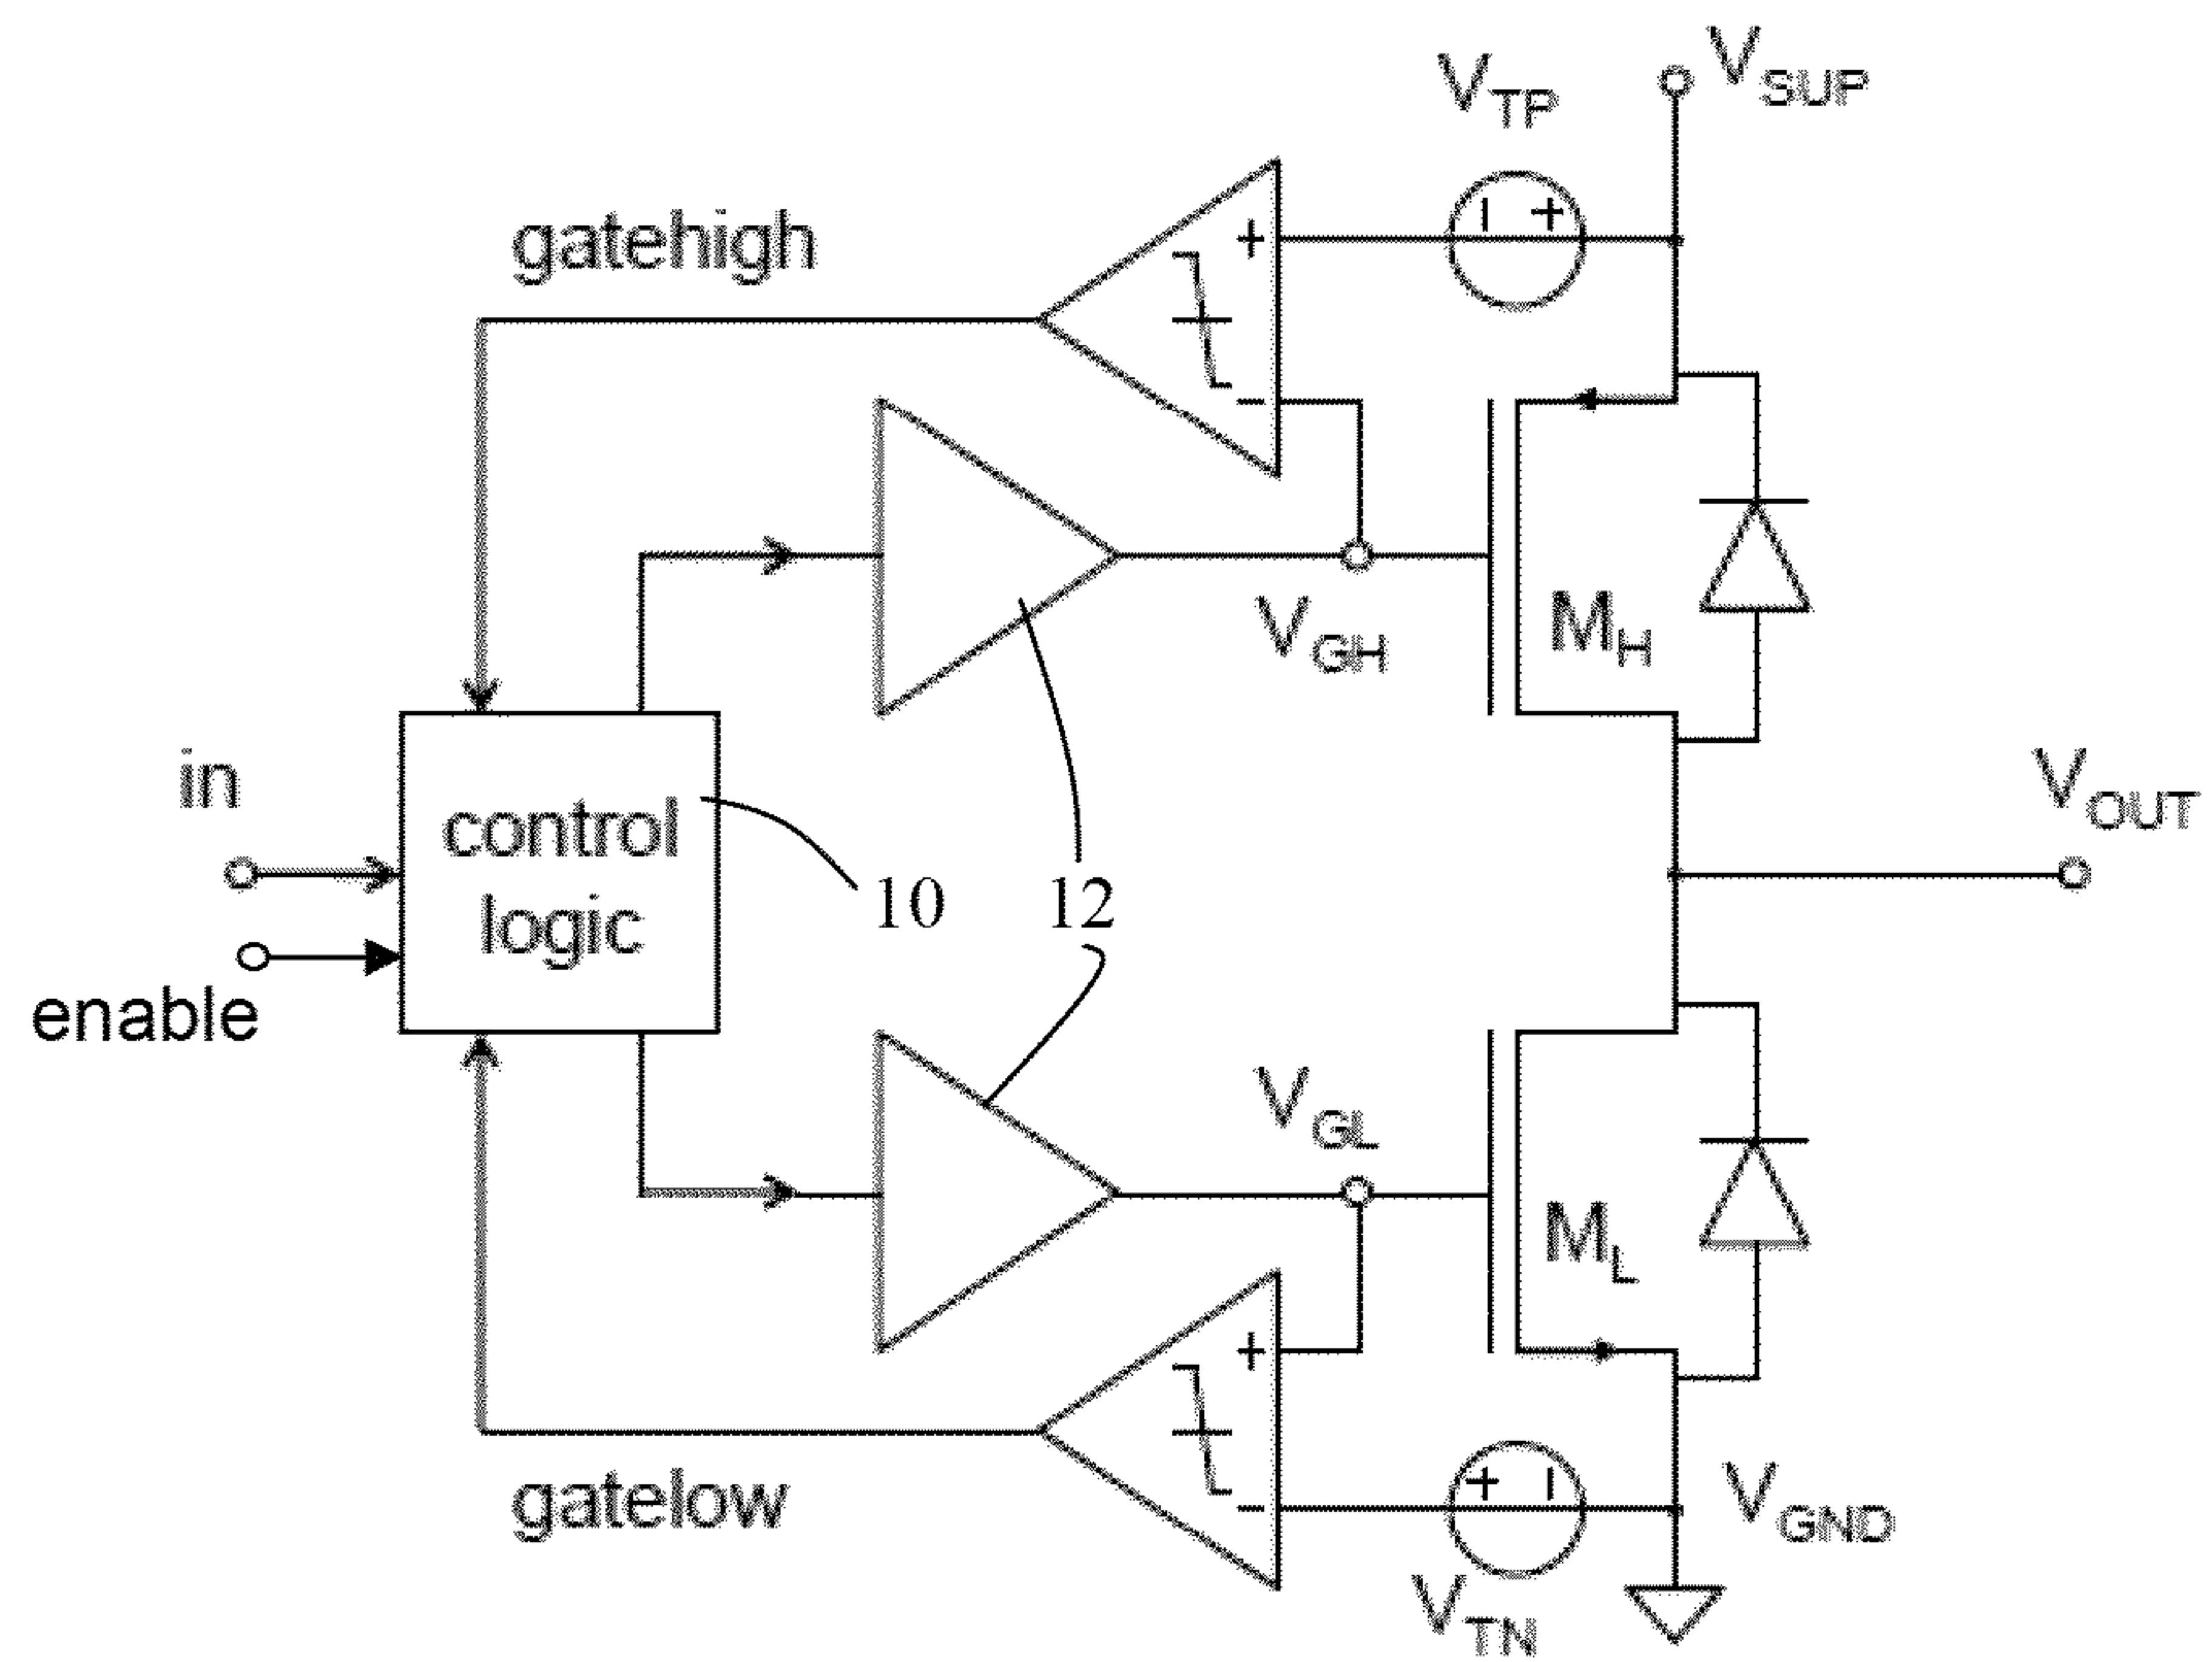 V_TP
V_SUP
gatehigh
+
− +
−
V_GH
M_H
in
control
logic
10
12
V_OUT
enable
V_GL
M_L
+
+ −
−
gatelow
V_GND
V_TN